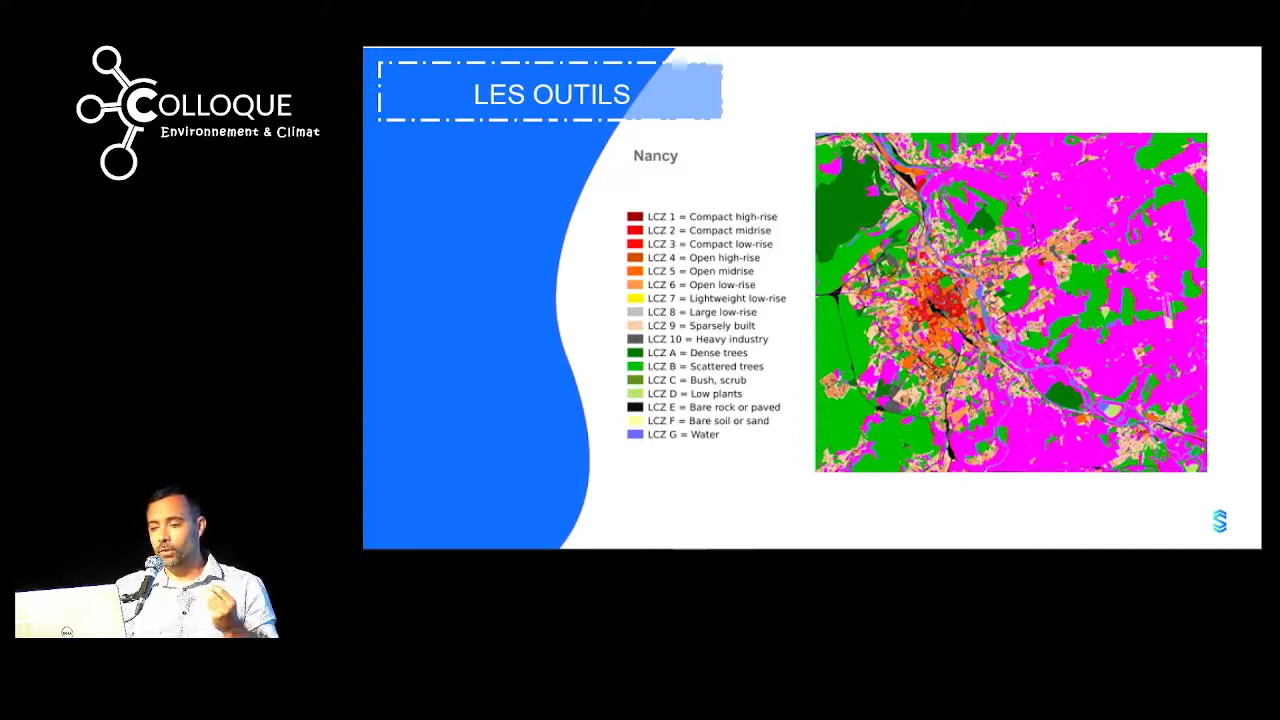 COLLOQUE
Environnement & Climat
LES OUTILS
Nancy
LCZ 1 = Compact high-rise
LCZ 2 = Compact midrise
LCZ 3 = Compact low-rise
LCZ 4 = Open high-rise
LCZ 5 = Open midrise
LCZ 6 = Open low-rise
LCZ 7 = Lightweight low-rise
LCZ 8 = Large low-rise
LCZ 9 = Sparsely built
LCZ 10 = Heavy industry
LCZ A = Dense trees
LCZ B = Scattered trees
LCZ C = Bush, scrub
LCZ D = Low plants
LCZ E = Bare rock or paved
LCZ F = Bare soil or sand
LCZ G = Water
DELL